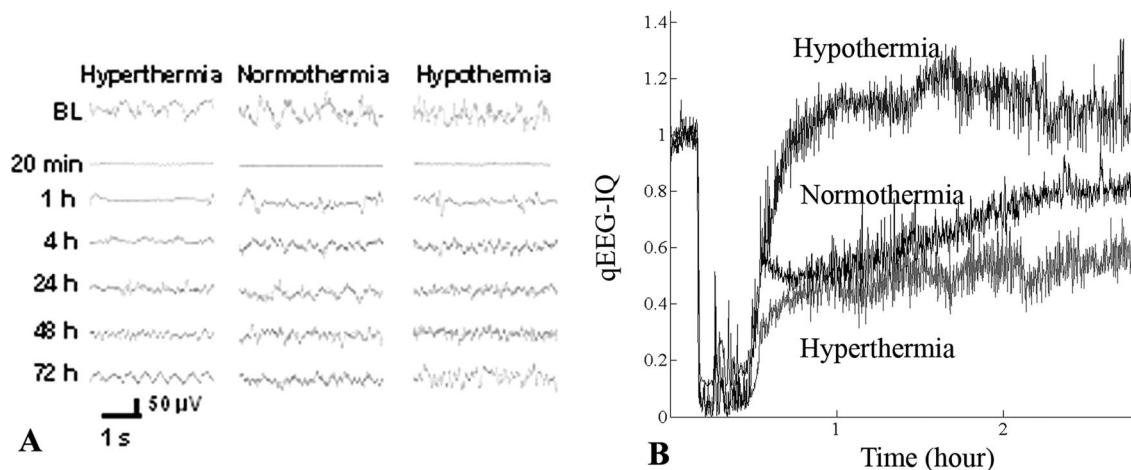 Hyperthermia Normothermia Hypothermia
BL
20 min
1 h
4 h
24 h
48 h
72 h
50 µV
1 s
A
1.4
1.2
1
0.8
0.6
0.4
0.2
0
qEEG-IQ
Hypothermia
Normothermia
Hyperthermia
1 2
Time (hour)
B